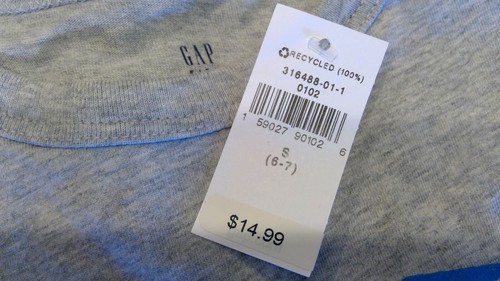 GAP
RECYCLED (100%)
316488-01-1
0102
1 59027 90102 6
S
(6-7)
$14.99